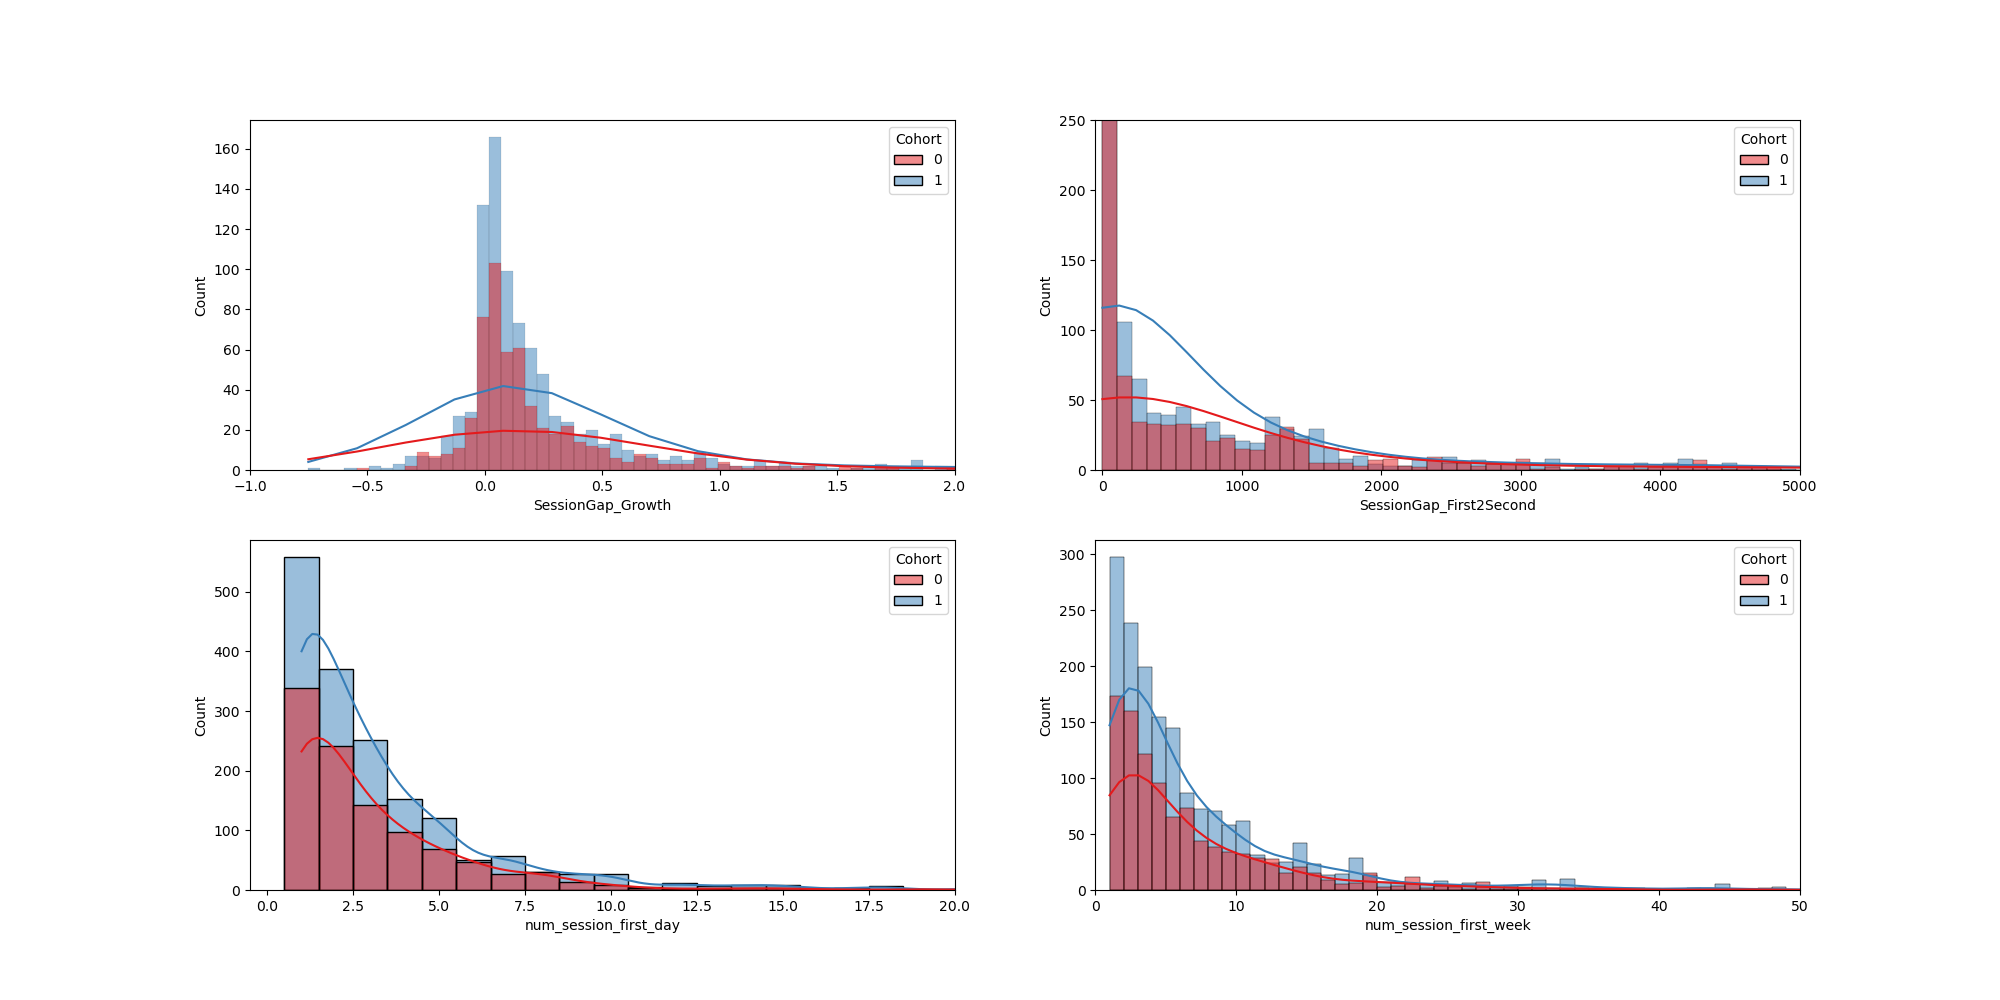 Cohort
0
1
160
140
120
100
80
60
40
20
0
Count
−1.0 −0.5 0.0 0.5 1.0 1.5 2.0
SessionGap_Growth
Cohort
0
1
250
200
150
100
50
0
Count
0 1000 2000 3000 4000 5000
SessionGap_First2Second
Cohort
0
1
500
400
300
200
100
0
Count
0.0 2.5 5.0 7.5 10.0 12.5 15.0 17.5 20.0
num_session_first_day
Cohort
0
1
300
250
200
150
100
50
0
Count
0 10 20 30 40 50
num_session_first_week